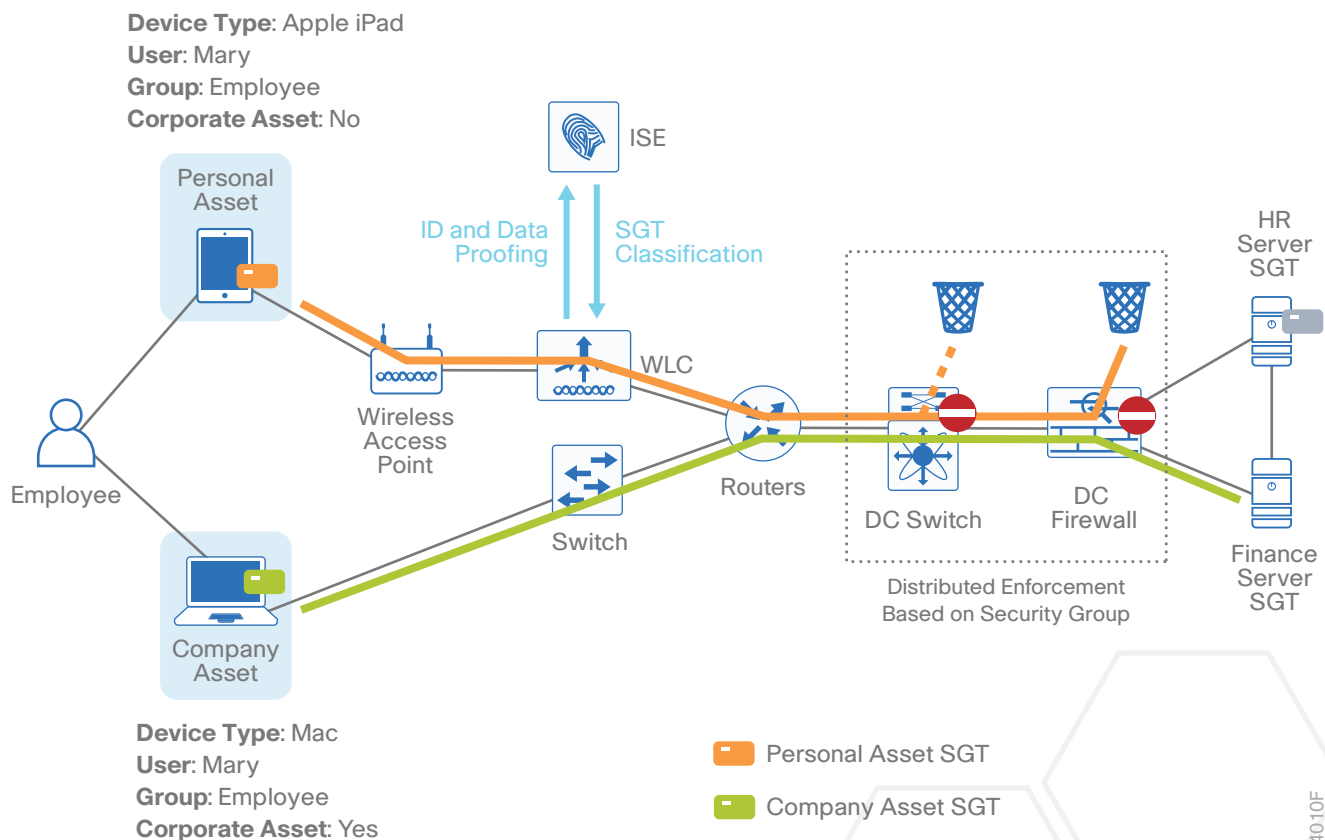 Device Type: Apple iPad
User: Mary
Group: Employee
Corporate Asset: No
Personal
Asset
ISE
ID and Data
Proofing
SGT
Classification
HR
Server
SGT
WLC
Wireless
Access
Point
Employee
Switch
Routers
DC Switch
DC
Firewall
Distributed Enforcement
Based on Security Group
Finance
Server
SGT
Company
Asset
Device Type: Mac
User: Mary
Group: Employee
Corporate Asset: Yes
Personal Asset SGT
Company Asset SGT